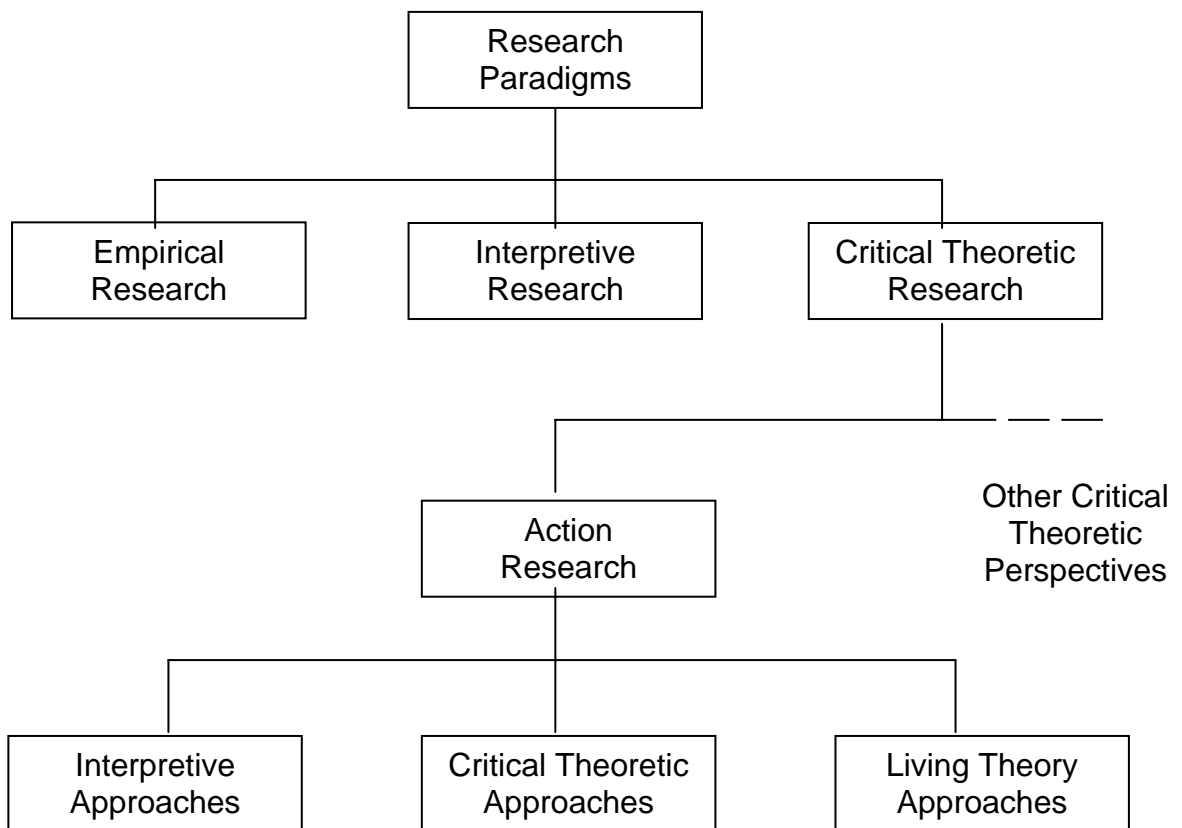 Research
Paradigms
Empirical
Research
Interpretive
Research
Critical Theoretic
Research
Action
Research
Other Critical
Theoretic
Perspectives
Interpretive
Approaches
Critical Theoretic
Approaches
Living Theory
Approaches